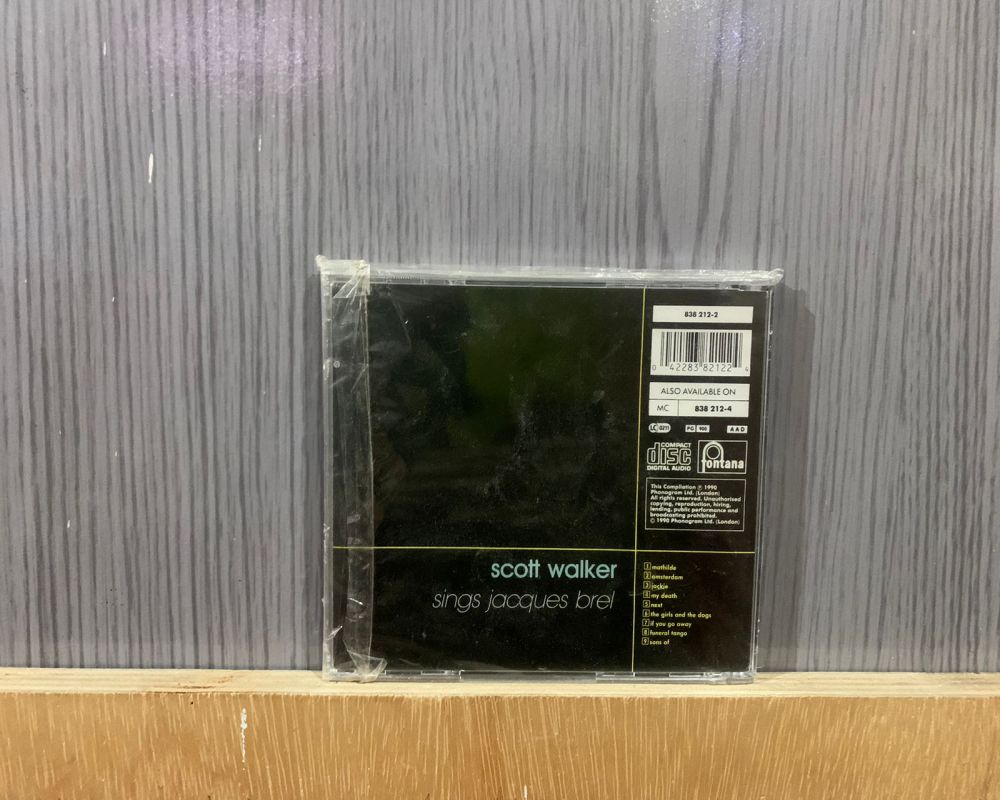 838 212-2
0 42283 82122 4
ALSO AVAILABLE ON
MC 838 212-4
LC 0211 PG 900 AAD
COMPACT
disc
DIGITAL AUDIO
fontana
This Compilation ℗ 1990
Phonogram Ltd. (London)
All rights reserved. Unauthorised
copying, reproduction, hiring,
lending, public performance and
broadcasting prohibited.
© 1990 Phonogram Ltd. (London)
scott walker
sings jacques brel
1 mathilde
2 amsterdam
3 jackie
4 my death
5 next
6 the girls and the dogs
7 if you go away
8 funeral tango
9 sons of